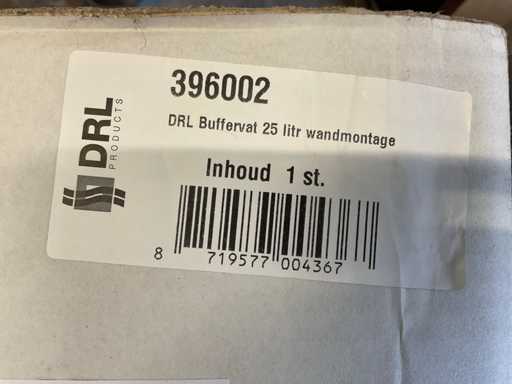 DRL
PRODUCTS
396002
DRL Buffervat 25 litr wandmontage
Inhoud 1 st.
8 719577 004367